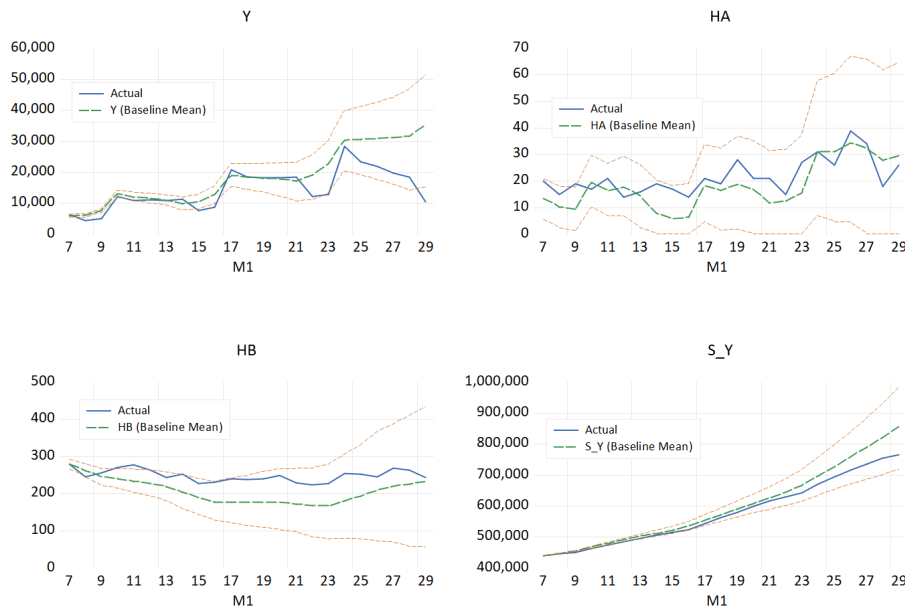 Y
60,000
50,000
40,000
30,000
20,000
10,000
0
Actual
Y (Baseline Mean)
7 9 11 13 15 17 19 21 23 25 27 29
M1
HA
70
60
50
40
30
20
10
0
Actual
HA (Baseline Mean)
7 9 11 13 15 17 19 21 23 25 27 29
M1
HB
500
400
300
200
100
0
Actual
HB (Baseline Mean)
7 9 11 13 15 17 19 21 23 25 27 29
M1
S_Y
1,000,000
900,000
800,000
700,000
600,000
500,000
400,000
Actual
S_Y (Baseline Mean)
7 9 11 13 15 17 19 21 23 25 27 29
M1